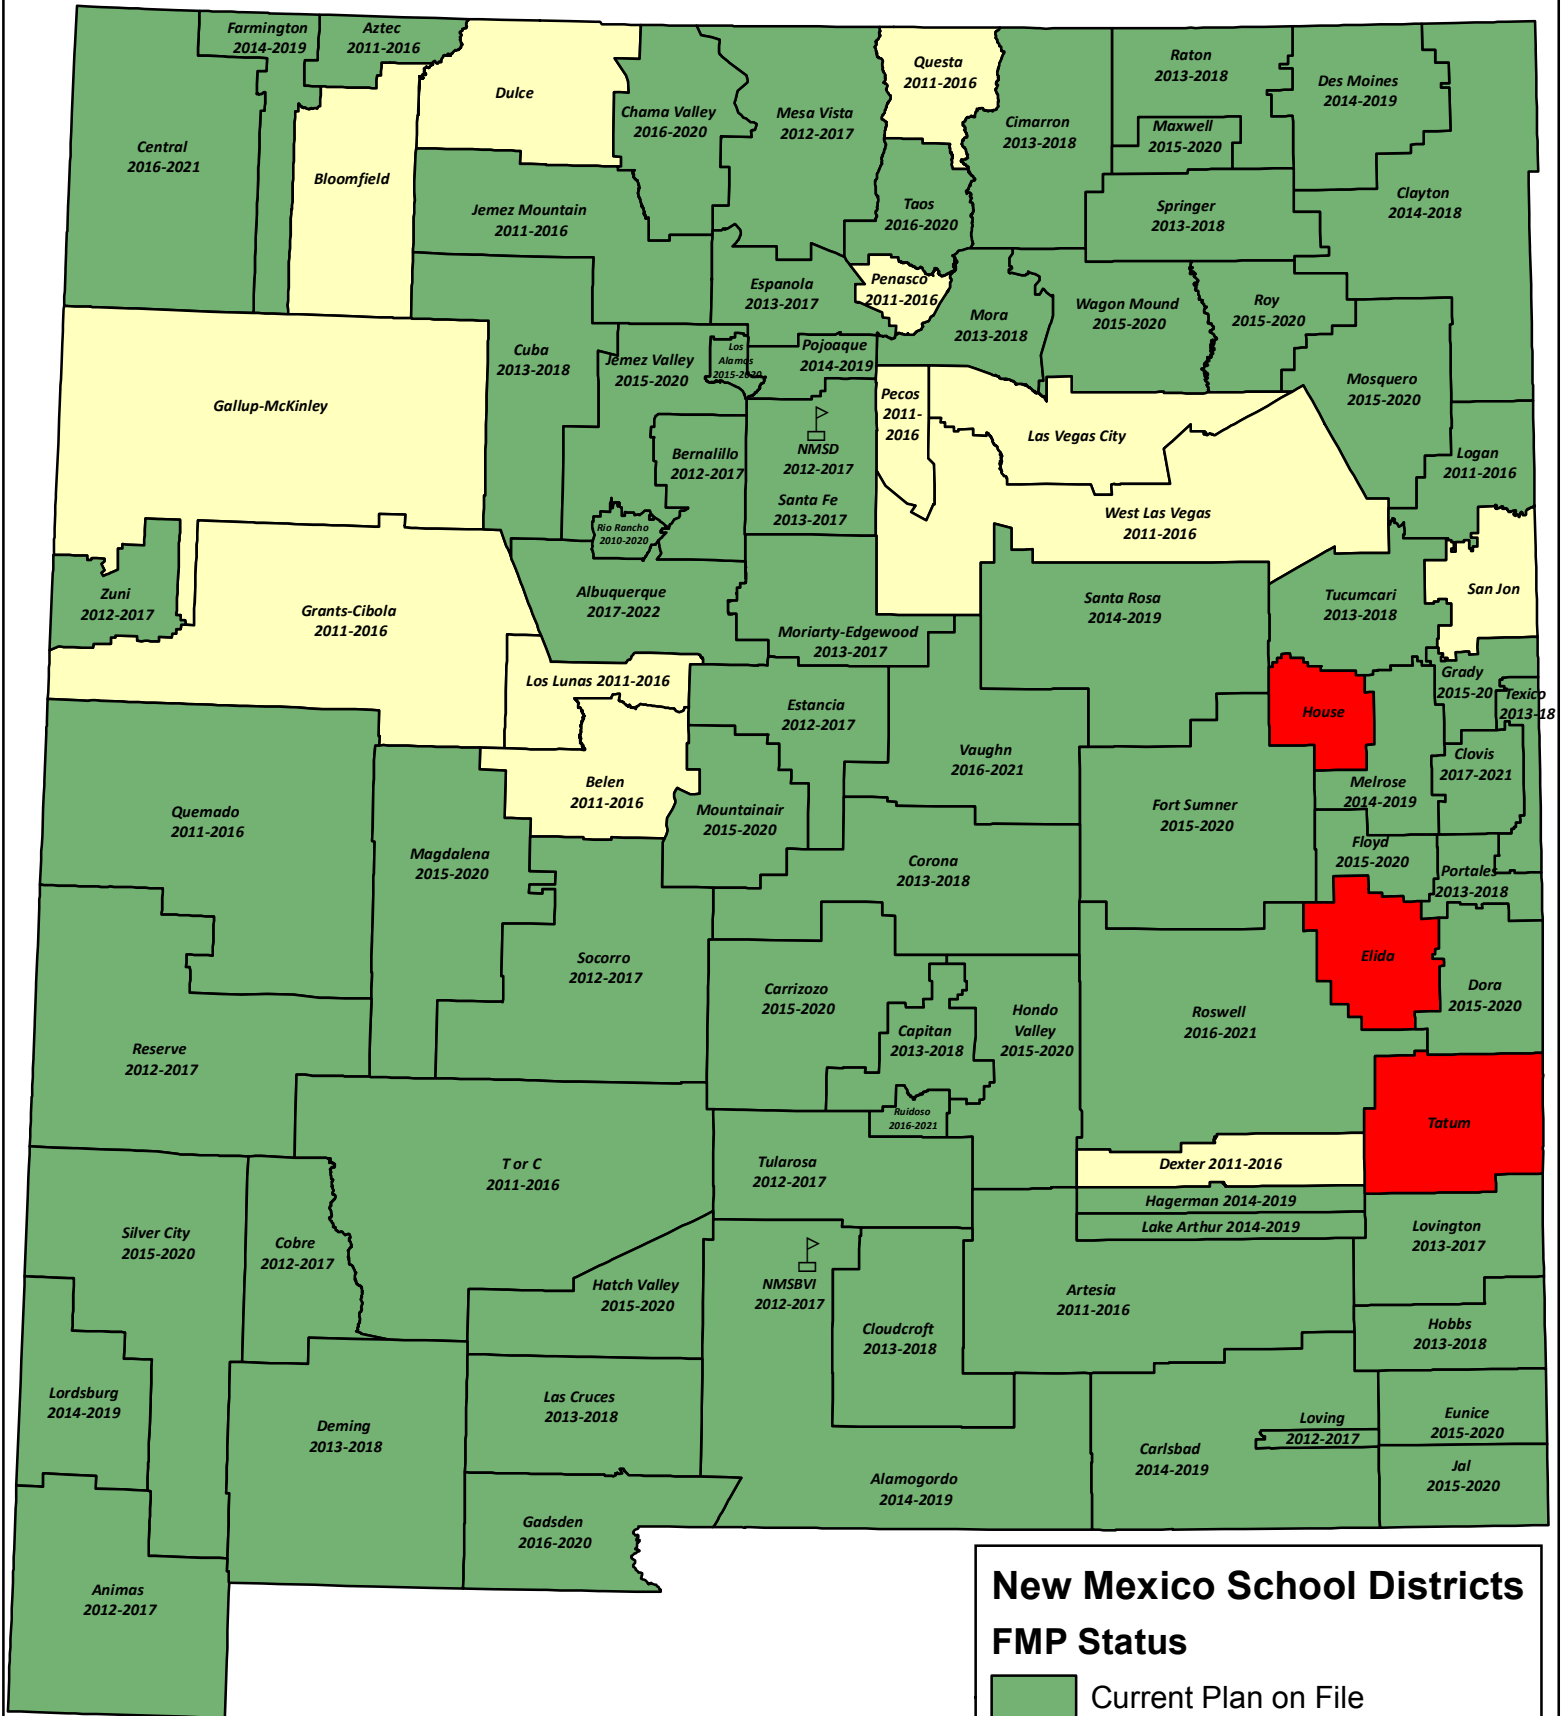 Farmington
2014-2019
Aztec
2011-2016
Dulce
Chama Valley
2016-2020
Mesa Vista
2012-2017
Questa
2011-2016
Cimarron
2013-2018
Raton
2013-2018
Maxwell
2015-2020
Des Moines
2014-2019
Central
2016-2021
Bloomfield
Jemez Mountain
2011-2016
Taos
2016-2020
Springer
2013-2018
Clayton
2014-2018
Espanola
2013-2017
Penasco
2011-2016
Mora
2013-2018
Wagon Mound
2015-2020
Roy
2015-2020
Cuba
2013-2018
Jemez Valley
2015-2020
Los
Alamos
2015-2020
Pojoaque
2014-2019
Mosquero
2015-2020
Gallup-McKinley
Pecos
2011-
2016
Las Vegas City
Bernalillo
2012-2017
NMSD
2012-2017
Santa Fe
2013-2017
Logan
2011-2016
Rio Rancho
2010-2020
West Las Vegas
2011-2016
Zuni
2012-2017
Grants-Cibola
2011-2016
Albuquerque
2017-2022
Moriarty-Edgewood
2013-2017
Santa Rosa
2014-2019
Tucumcari
2013-2018
San Jon
Los Lunas 2011-2016
Estancia
2012-2017
House
Grady
2015-20
Texico
2013-18
Vaughn
2016-2021
Clovis
2017-2021
Belen
2011-2016
Mountainair
2015-2020
Fort Sumner
2015-2020
Melrose
2014-2019
Quemado
2011-2016
Magdalena
2015-2020
Corona
2013-2018
Floyd
2015-2020
Portales
2013-2018
Socorro
2012-2017
Carrizozo
2015-2020
Capitan
2013-2018
Hondo
Valley
2015-2020
Roswell
2016-2021
Elida
Dora
2015-2020
Reserve
2012-2017
Ruidoso
2016-2021
Tatum
T or C
2011-2016
Tularosa
2012-2017
Dexter 2011-2016
Hagerman 2014-2019
Lake Arthur 2014-2019
Lovington
2013-2017
Silver City
2015-2020
Cobre
2012-2017
Hatch Valley
2015-2020
NMSBVI
2012-2017
Artesia
2011-2016
Cloudcroft
2013-2018
Hobbs
2013-2018
Lordsburg
2014-2019
Deming
2013-2018
Las Cruces
2013-2018
Loving
2012-2017
Eunice
2015-2020
Carlsbad
2014-2019
Jal
2015-2020
Alamogordo
2014-2019
Gadsden
2016-2020
Animas
2012-2017
New Mexico School Districts
FMP Status
Current Plan on File